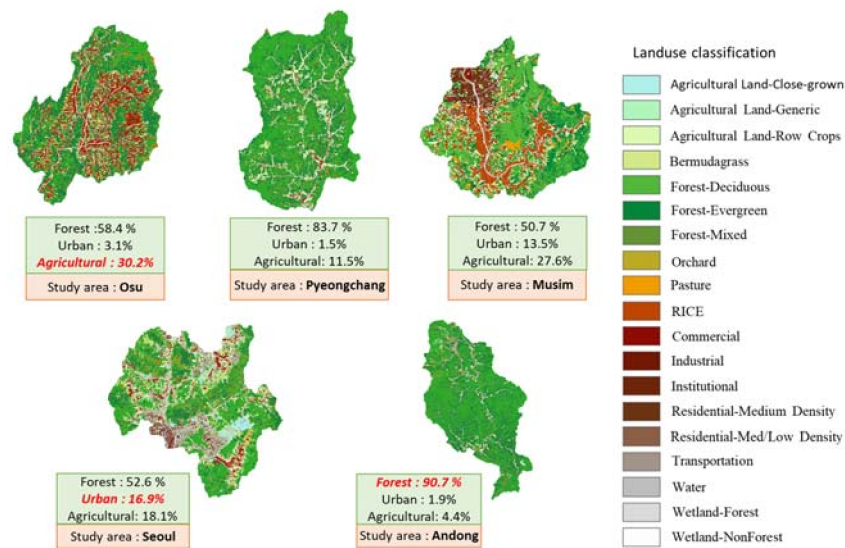 Landuse classification
Agricultural Land-Close-grown
Agricultural Land-Generic
Agricultural Land-Row Crops
Bermudagrass
Forest-Deciduous
Forest-Evergreen
Forest-Mixed
Orchard
Pasture
RICE
Commercial
Industrial
Institutional
Residential-Medium Density
Residential-Med/Low Density
Transportation
Water
Wetland-Forest
Wetland-NonForest
Forest :58.4 %
Urban : 3.1%
Agricultural : 30.2%
Study area : Osu
Forest : 83.7 %
Urban : 1.5%
Agricultural: 11.5%
Study area : Pyeongchang
Forest : 50.7 %
Urban : 13.5%
Agricultural: 27.6%
Study area : Musim
Forest : 52.6 %
Urban : 16.9%
Agricultural: 18.1%
Study area : Seoul
Forest : 90.7 %
Urban : 1.9%
Agricultural: 4.4%
Study area : Andong